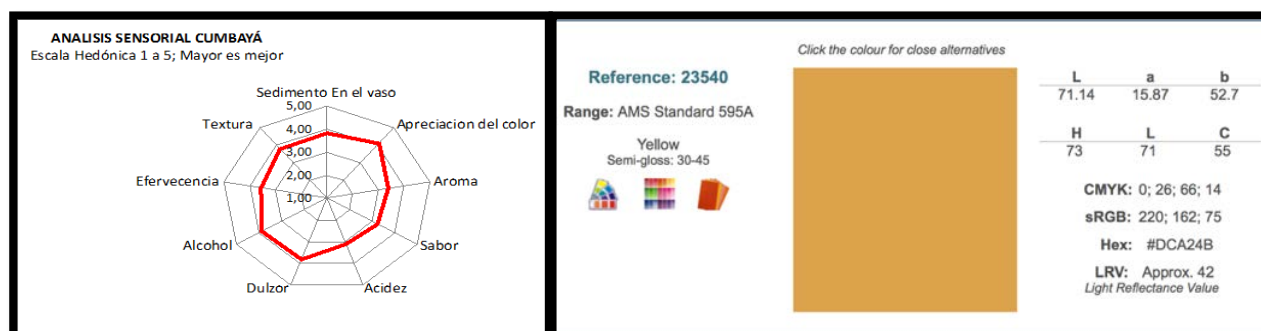 ANALISIS SENSORIAL CUMBAYÁ
Escala Hedónica 1 a 5; Mayor es mejor
Sedimento En el vaso
5,00
Textura
Apreciacion del color
4,00
3,00
Efervecencia
2,00
Aroma
1,00
Alcohol
Sabor
Dulzor
Acidez
Click the colour for close alternatives
Reference: 23540
Range: AMS Standard 595A
Yellow
Semi-gloss: 30-45
L a b
71.14 15.87 52.7
H L C
73 71 55
CMYK: 0; 26; 66; 14
sRGB: 220; 162; 75
Hex: #DCA24B
LRV: Approx. 42
Light Reflectance Value